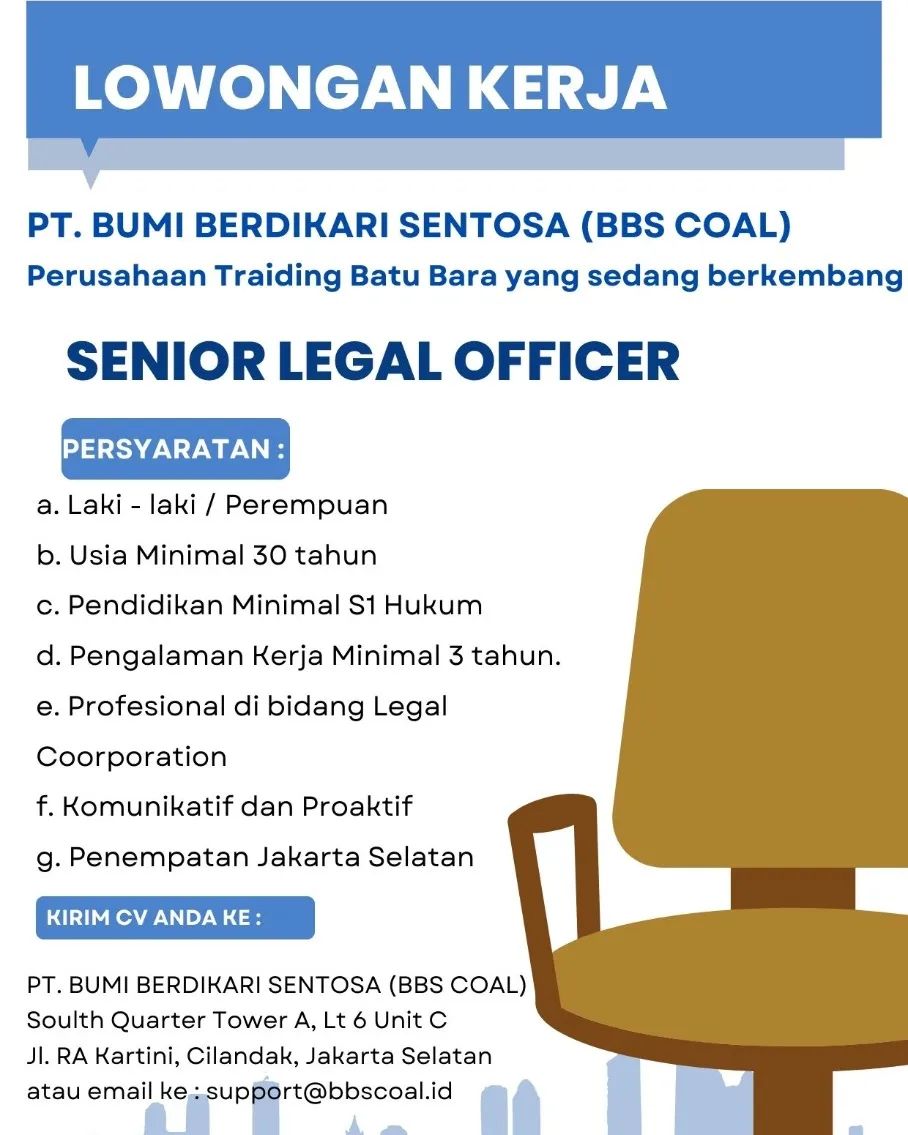 LOWONGAN KERJA
PT. BUMI BERDIKARI SENTOSA (BBS COAL)
Perusahaan Traiding Batu Bara yang sedang berkembang
SENIOR LEGAL OFFICER
PERSYARATAN :
a. Laki - laki / Perempuan
b. Usia Minimal 30 tahun
c. Pendidikan Minimal S1 Hukum
d. Pengalaman Kerja Minimal 3 tahun.
e. Profesional di bidang Legal
Coorporation
f. Komunikatif dan Proaktif
g. Penempatan Jakarta Selatan
KIRIM CV ANDA KE :
PT. BUMI BERDIKARI SENTOSA (BBS COAL)
Soulth Quarter Tower A, Lt 6 Unit C
Jl. RA Kartini, Cilandak, Jakarta Selatan
atau email ke : support@bbscoal.id